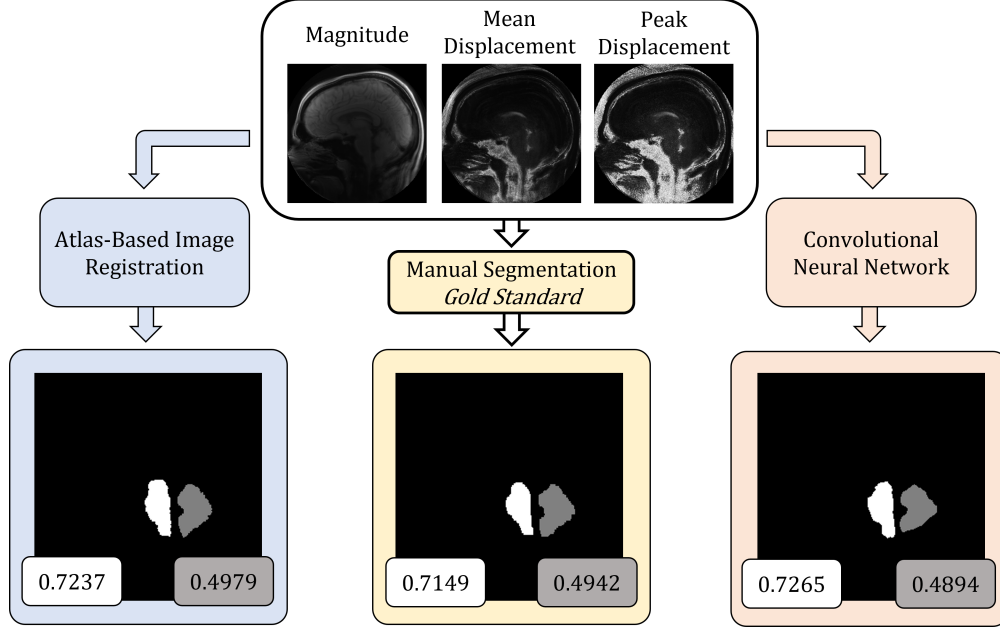 Magnitude
Mean
Displacement
Peak
Displacement
Atlas-Based Image
Registration
Manual Segmentation
Gold Standard
Convolutional
Neural Network
0.7237
0.4979
0.7149
0.4942
0.7265
0.4894